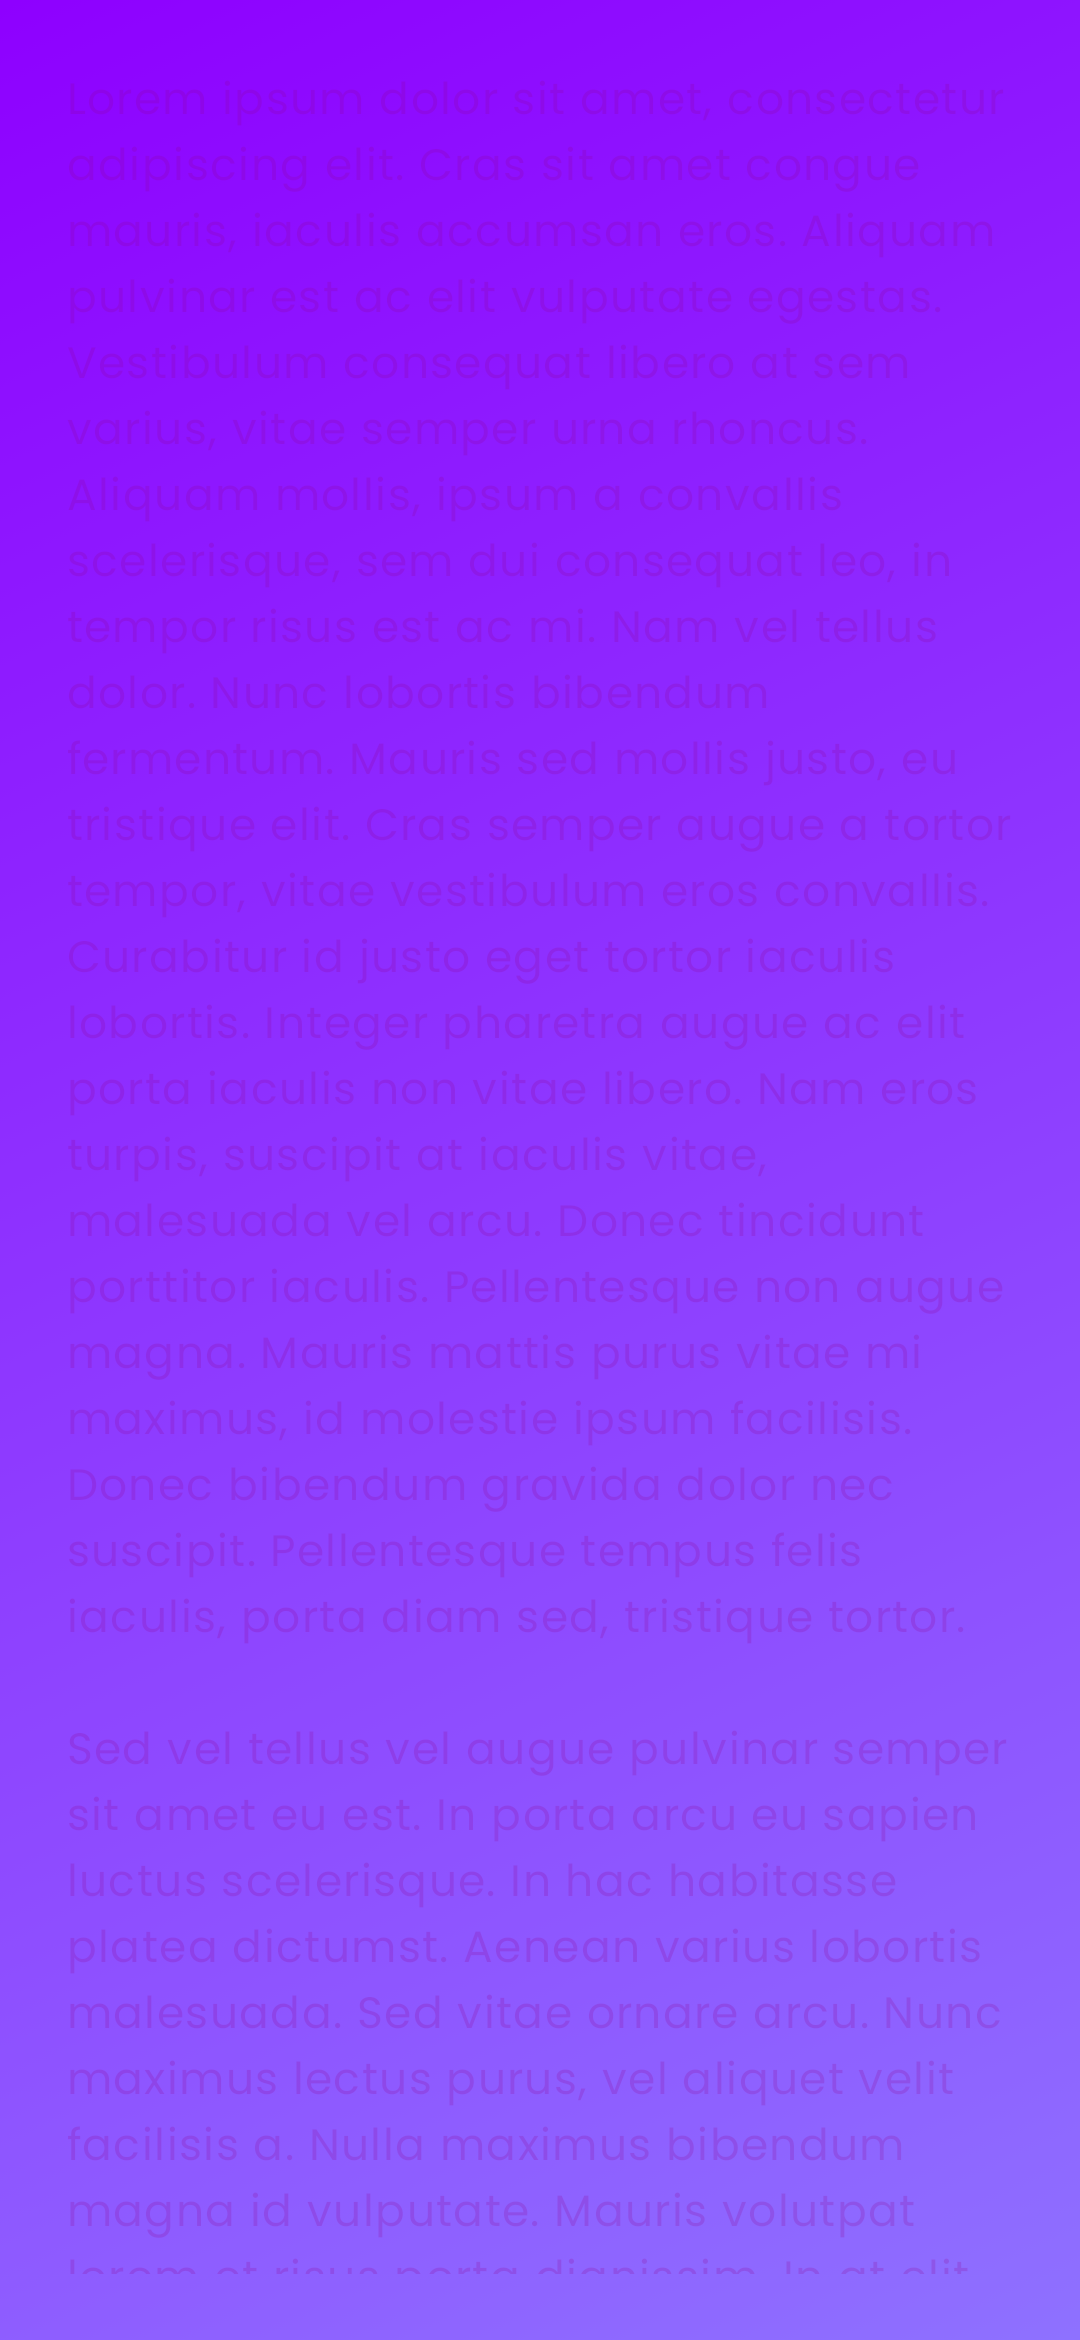 Lorem ipsum dolor sit amet, consectetur
adipiscing elit. Cras sit amet congue
mauris, iaculis accumsan eros. Aliquam
pulvinar est ac elit vulputate egestas.
Vestibulum consequat libero at sem
varius, vitae semper urna rhoncus.
Aliquam mollis, ipsum a convallis
scelerisque, sem dui consequat leo, in
tempor risus est ac mi. Nam vel tellus
dolor. Nunc lobortis bibendum
fermentum. Mauris sed mollis justo, eu
tristique elit. Cras semper augue a tortor
tempor, vitae vestibulum eros convallis.
Curabitur id justo eget tortor iaculis
lobortis. Integer pharetra augue ac elit
porta iaculis non vitae libero. Nam eros
turpis, suscipit at iaculis vitae,
malesuada vel arcu. Donec tincidunt
porttitor iaculis. Pellentesque non augue
magna. Mauris mattis purus vitae mi
maximus, id molestie ipsum facilisis.
Donec bibendum gravida dolor nec
suscipit. Pellentesque tempus felis
iaculis, porta diam sed, tristique tortor.
Sed vel tellus vel augue pulvinar semper
sit amet eu est. In porta arcu eu sapien
luctus scelerisque. In hac habitasse
platea dictumst. Aenean varius lobortis
malesuada. Sed vitae ornare arcu. Nunc
maximus lectus purus, vel aliquet velit
facilisis a. Nulla maximus bibendum
magna id vulputate. Mauris volutpat
lorem et risus porta dignissim. In at elit